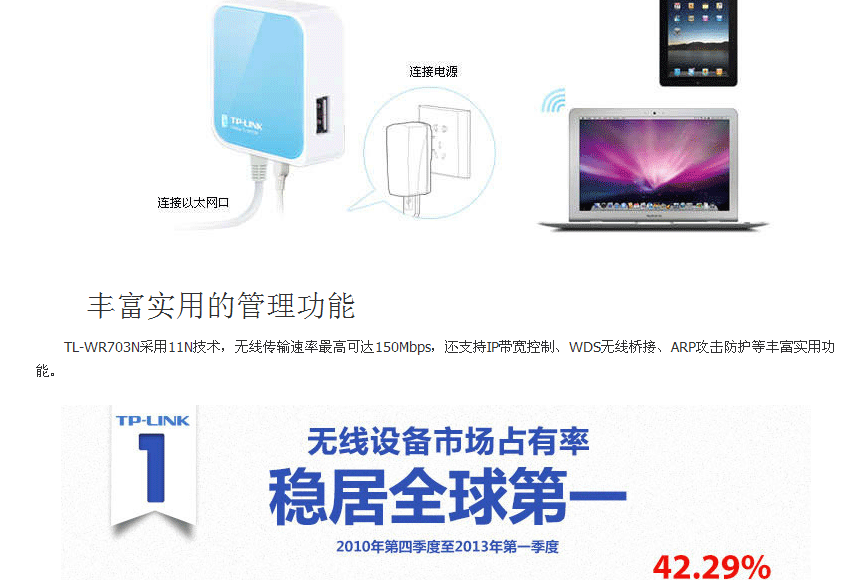 连接电源
TP-LINK
连接以太网口
丰富实用的管理功能
TL-WR703N采用11N技术，无线传输速率最高可达150Mbps，还支持IP带宽控制、WDS无线桥接、ARP攻击防护等丰富实用功
能。
TP-LINK
1
无线设备市场占有率
稳居全球第一
2010年第四季度至2013年第一季度
42.29%